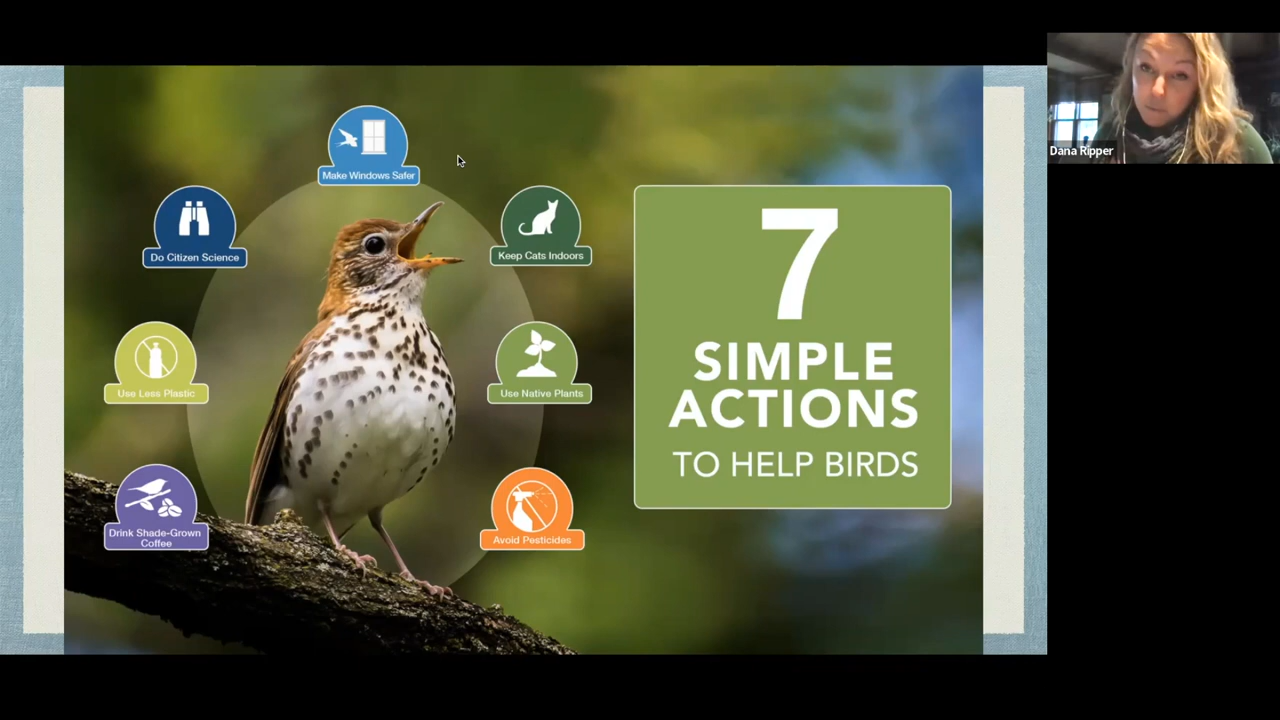 Make Windows Safer
Do Citizen Science
Keep Cats Indoors
Use Less Plastic
Use Native Plants
Drink Shade-Grown
Coffee
Avoid Pesticides
7
SIMPLE
ACTIONS
TO HELP BIRDS
Dana Ripper